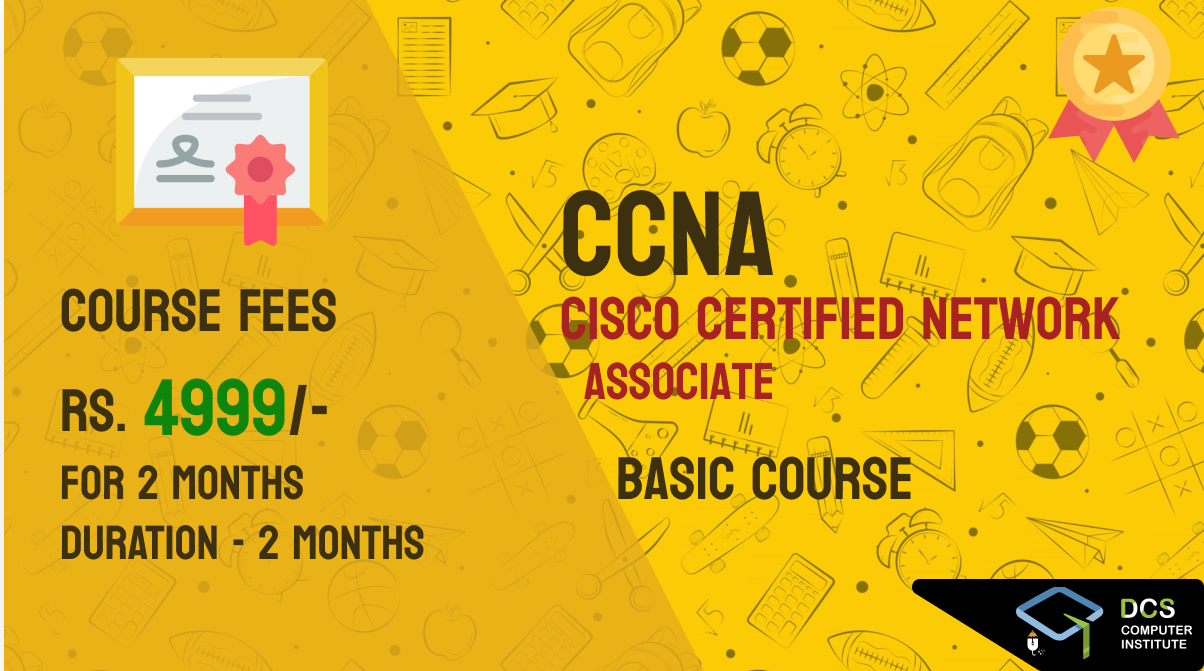 COURSE FEES
RS. 4999/-
FOR 2 MONTHS
DURATION - 2 MONTHS
CCNA
CISCO CERTIFIED NETWORK
ASSOCIATE
BASIC COURSE
DCS
COMPUTER
INSTITUTE